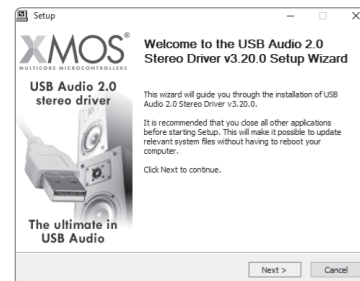 Setup
XMOS®
MULTICORE MICROCONTROLLERS
USB Audio 2.0
stereo driver
The ultimate in
USB Audio
Welcome to the USB Audio 2.0
Stereo Driver v3.20.0 Setup Wizard
This wizard will guide you through the installation of USB
Audio 2.0 Stereo Driver v3.20.0.
It is recommended that you close all other applications
before starting Setup. This will make it possible to update
relevant system files without having to reboot your
computer.
Click Next to continue.
Next >
Cancel